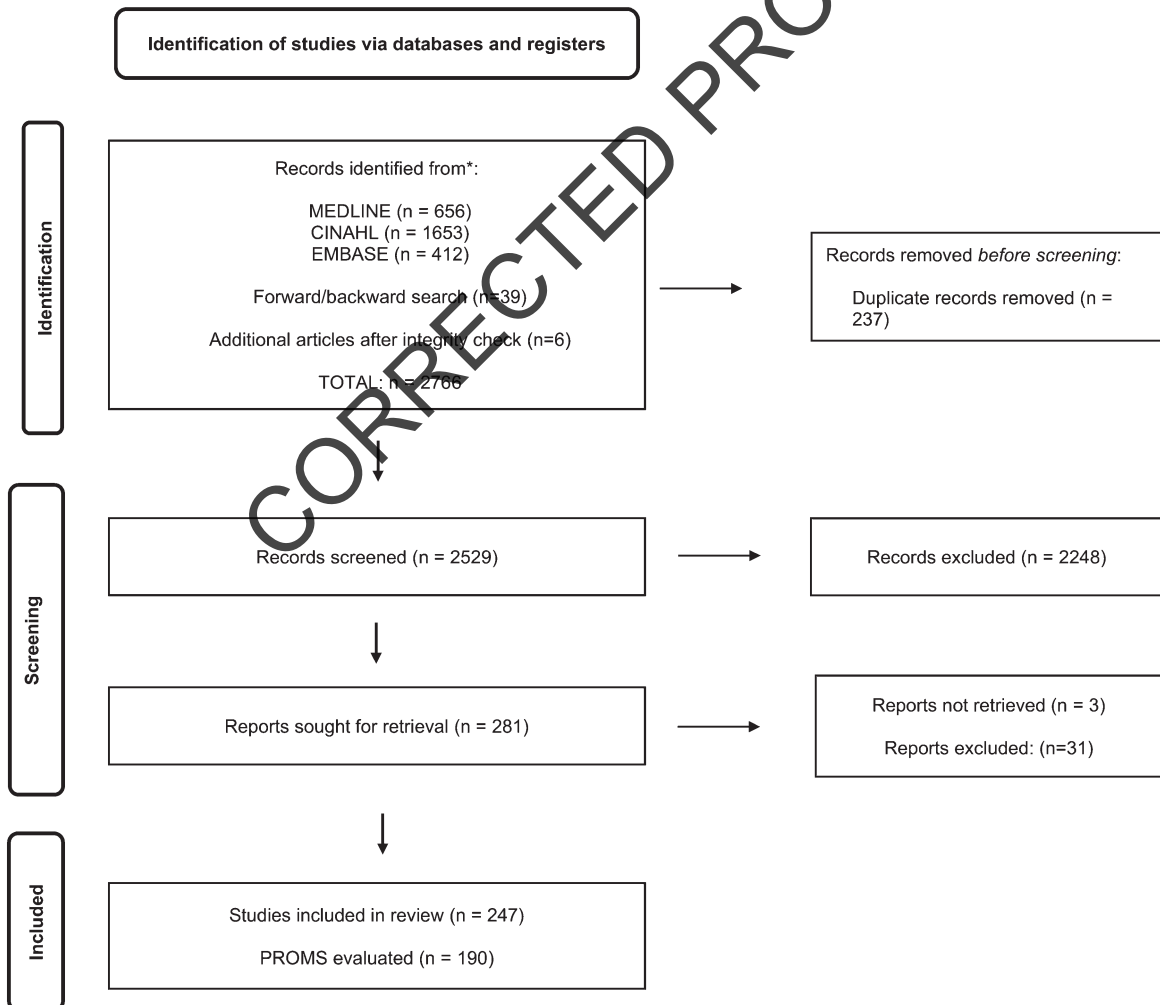 Identification of studies via databases and registers
Identification
Records identified from*:
MEDLINE (n = 656)
CINAHL (n = 1653)
EMBASE (n = 412)
Forward/backward search (n=39)
Additional articles after integrity check (n=6)
TOTAL: n = 2766
Records removed before screening:
Duplicate records removed (n =
237)
Screening
Records screened (n = 2529)
Records excluded (n = 2248)
Reports sought for retrieval (n = 281)
Reports not retrieved (n = 3)
Reports excluded: (n=31)
Included
Studies included in review (n = 247)
PROMS evaluated (n = 190)
CORRECTED PRO